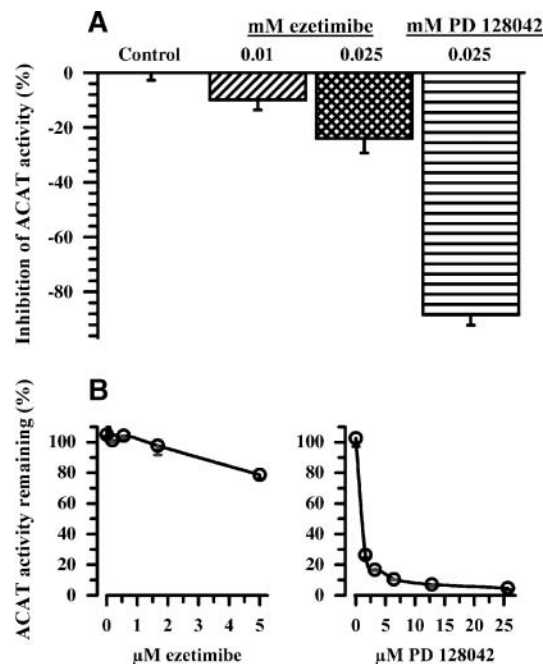 A
mM ezetimibe mM PD 128042
Control 0.01 0.025 0.025
Inhibition of ACAT activity (%)
0
-20
-40
-60
-80
B
ACAT activity remaining (%)
100
80
60
40
20
0
0 1 2 3 4 5
µM ezetimibe
100
80
60
40
20
0
0 5 10 15 20 25
µM PD 128042